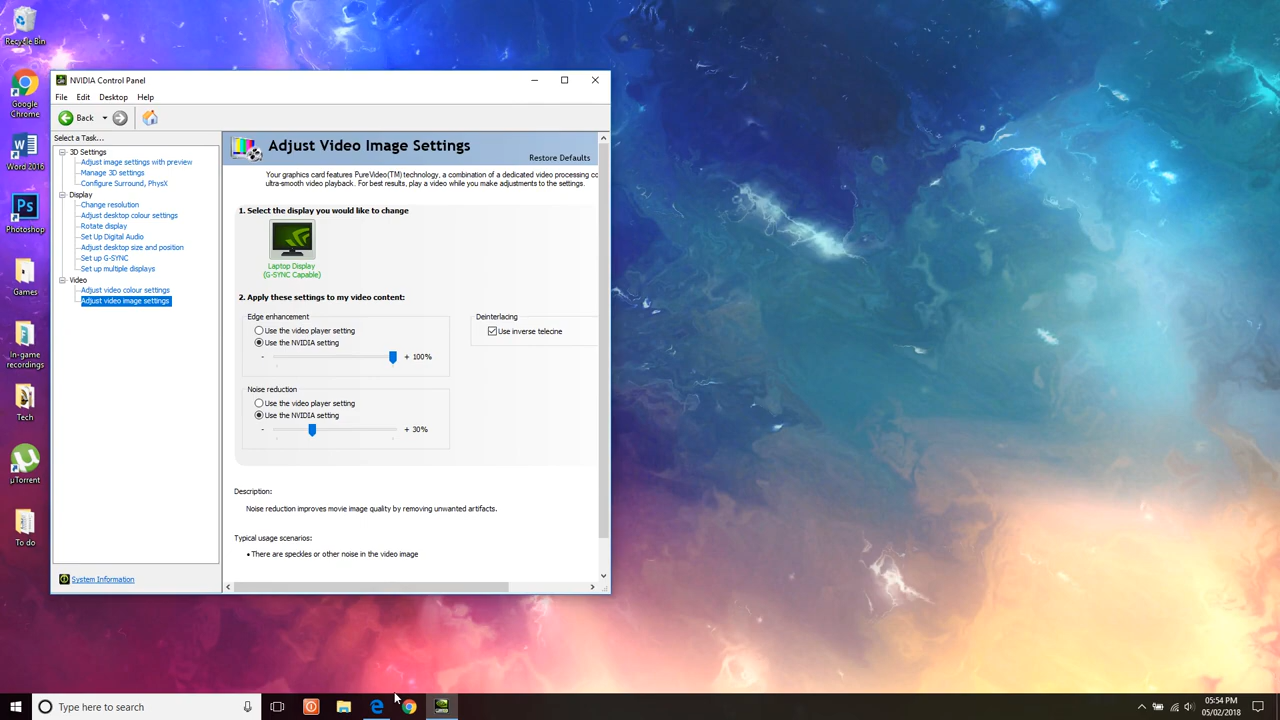 Recycle Bin
Google
Chrome
Word 2016
Ps
Photoshop
Games
In-game
recordings
Tech
µTorrent
To do
NVIDIA Control Panel
File Edit Desktop Help
Back
Select a Task...
3D Settings
Adjust image settings with preview
Manage 3D settings
Configure Surround, PhysX
Display
Change resolution
Adjust desktop colour settings
Rotate display
Set Up Digital Audio
Adjust desktop size and position
Set up G-SYNC
Set up multiple displays
Video
Adjust video colour settings
Adjust video image settings
System Information
Adjust Video Image Settings
Restore Defaults
Your graphics card features PureVideo(TM) technology, a combination of a dedicated video processing co
ultra-smooth video playback. For best results, play a video while you make adjustments to the settings.
1. Select the display you would like to change
Laptop Display
(G-SYNC Capable)
2. Apply these settings to my video content:
Edge enhancement
Use the video player setting
Use the NVIDIA setting
- + 100%
Deinterlacing
Use inverse telecine
Noise reduction
Use the video player setting
Use the NVIDIA setting
- + 30%
Description:
Noise reduction improves movie image quality by removing unwanted artifacts.
Typical usage scenarios:
• There are speckles or other noise in the video image
Type here to search
05:54 PM
05/02/2018